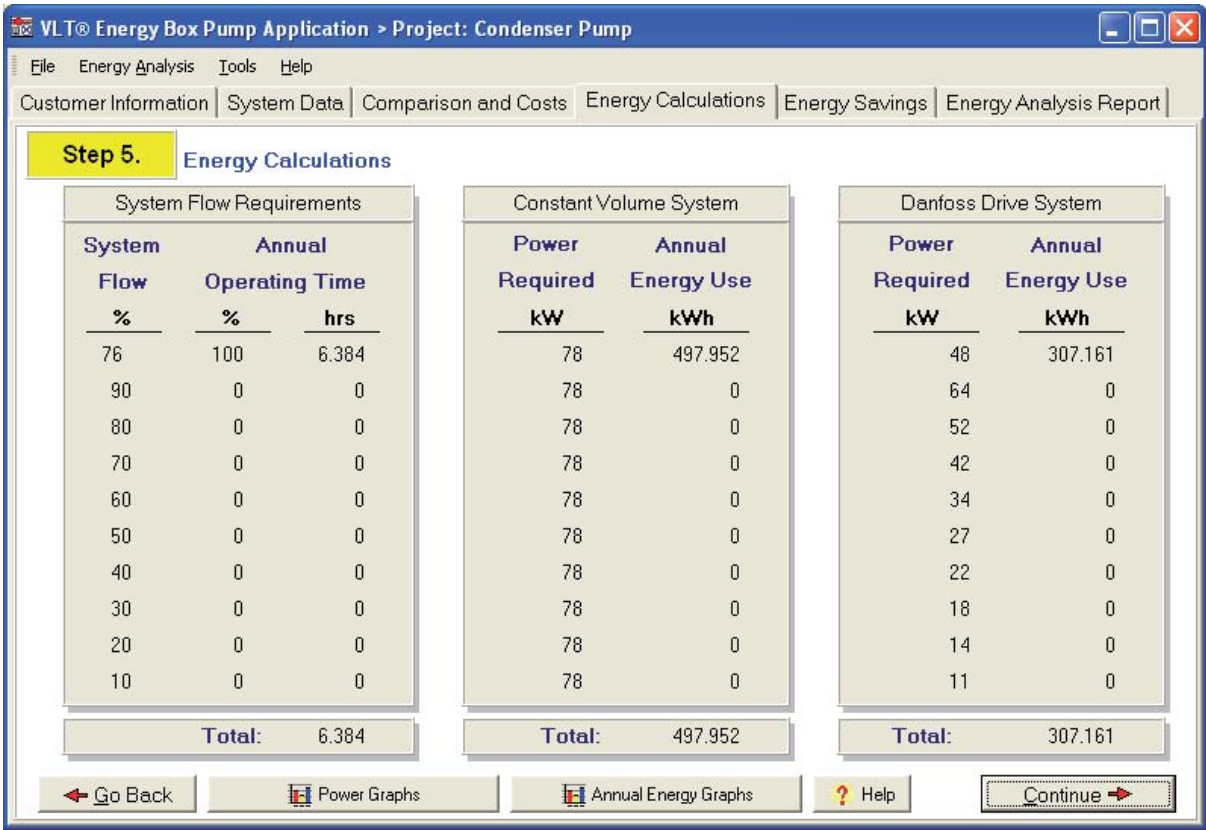 VLT® Energy Box Pump Application > Project: Condenser Pump
File Energy Analysis Tools Help
Customer Information System Data Comparison and Costs Energy Calculations Energy Savings Energy Analysis Report
Step 5. Energy Calculations
System Flow Requirements Constant Volume System Danfoss Drive System
System Annual Power Annual Power Annual
Flow Operating Time Required Energy Use Required Energy Use
% % hrs kW kWh kW kWh
76 100 6.384 78 497.952 48 307.161
90 0 0 78 0 64 0
80 0 0 78 0 52 0
70 0 0 78 0 42 0
60 0 0 78 0 34 0
50 0 0 78 0 27 0
40 0 0 78 0 22 0
30 0 0 78 0 18 0
20 0 0 78 0 14 0
10 0 0 78 0 11 0
Total: 6.384 Total: 497.952 Total: 307.161
Go Back Power Graphs Annual Energy Graphs ? Help Continue